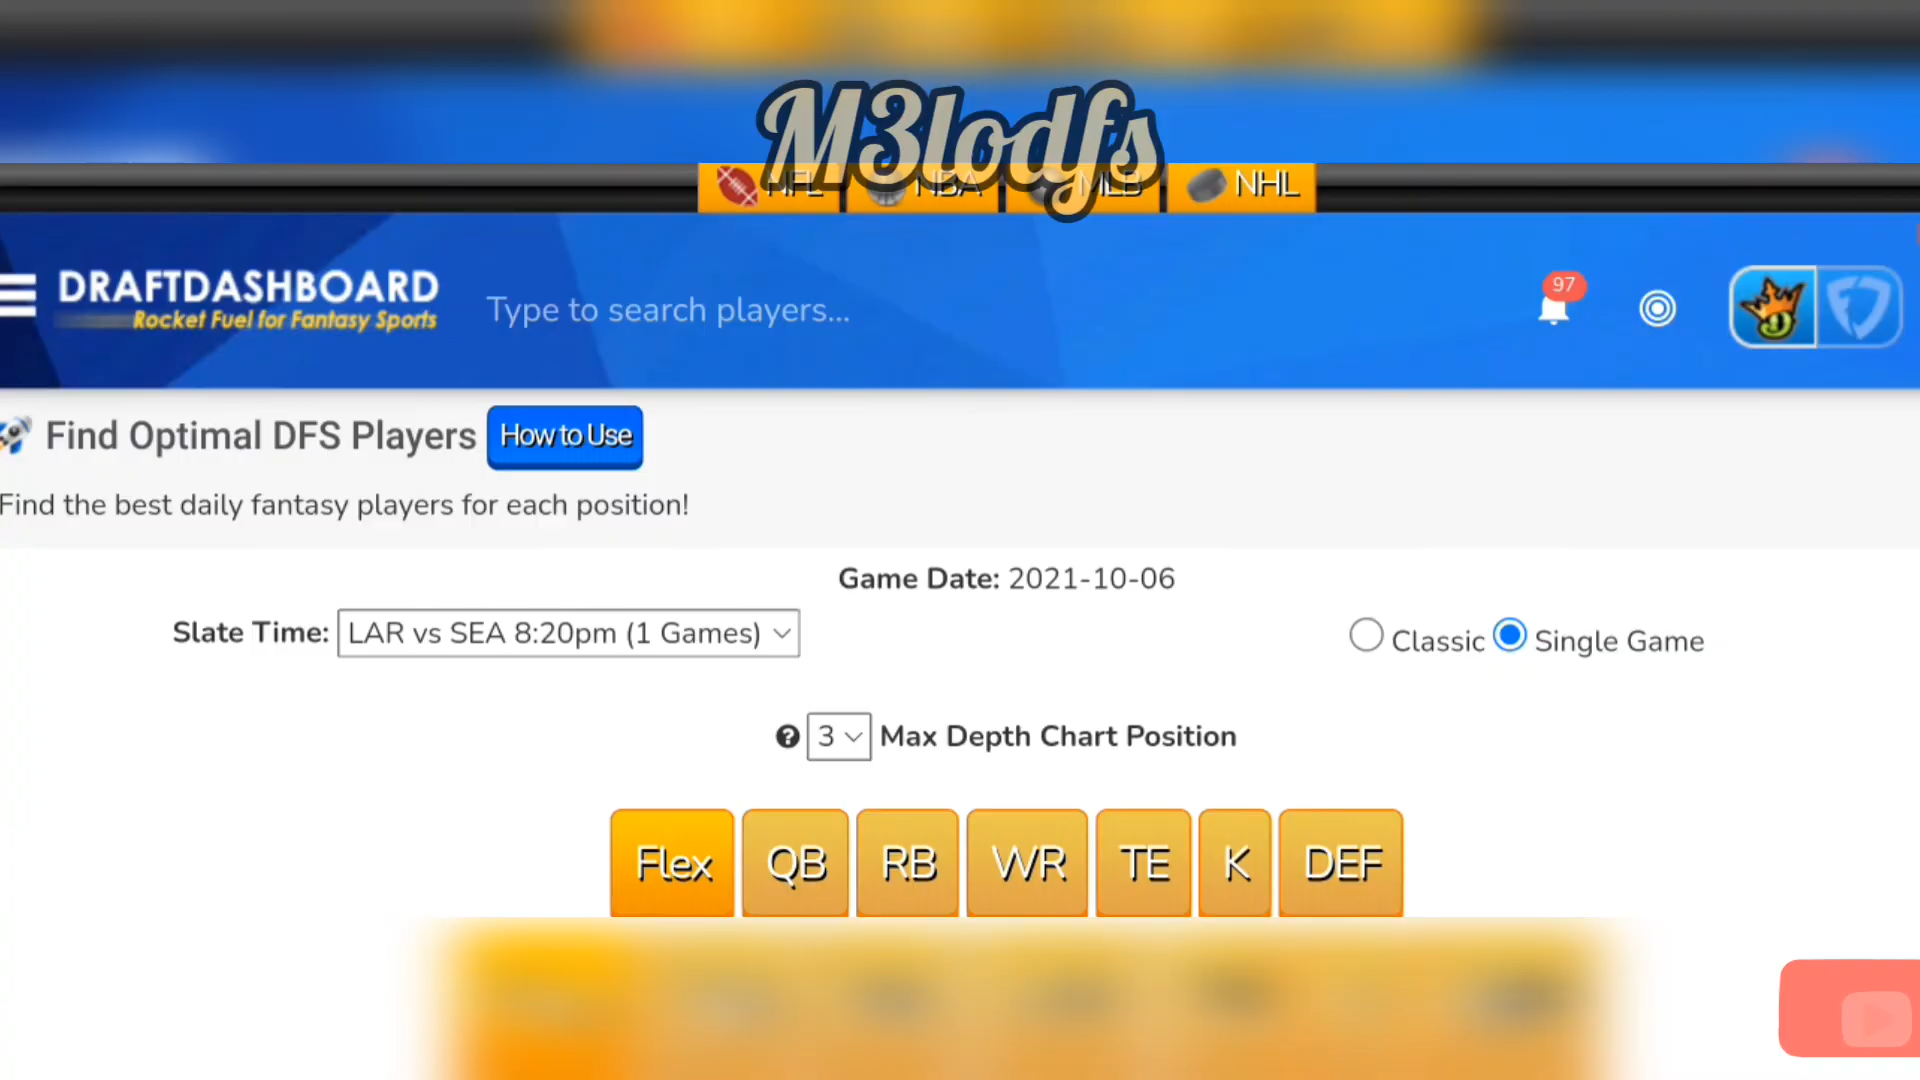 M3lodfs
NFL NBA MLB NHL
DRAFTDASHBOARD
Rocket Fuel for Fantasy Sports
Type to search players...
97
Find Optimal DFS Players How to Use
Find the best daily fantasy players for each position!
Game Date: 2021-10-06
Slate Time: LAR vs SEA 8:20pm (1 Games) Classic Single Game
? 3 Max Depth Chart Position
Flex QB RB WR TE K DEF